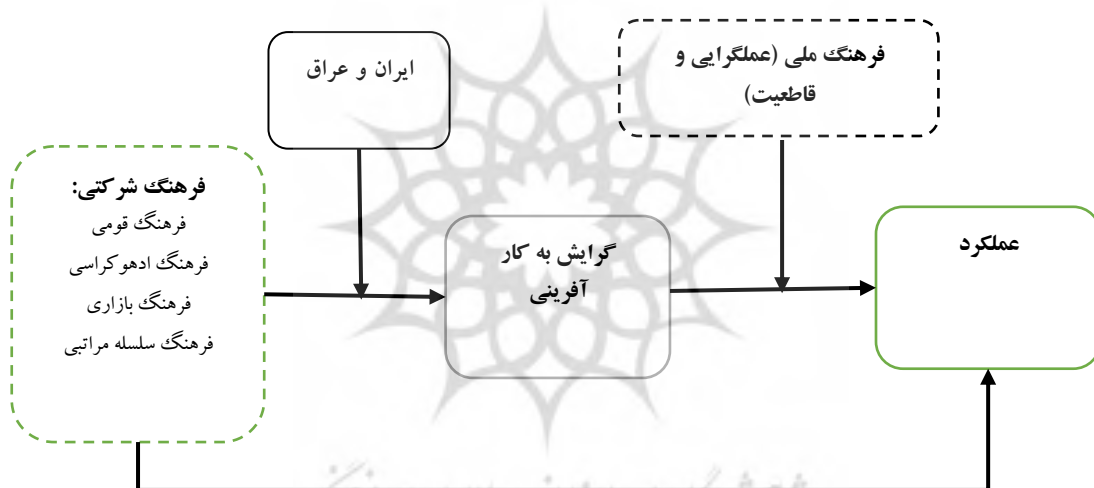 ایران و عراق
فرهنگ ملی (عملگرایی و
قاطعیت)
فرهنگ شرکتی:
فرهنگ قومی
فرهنگ ادهوکراسی
فرهنگ بازاری
فرهنگ سلسله مراتبی
گرایش به کار
آفرینی
عملکرد